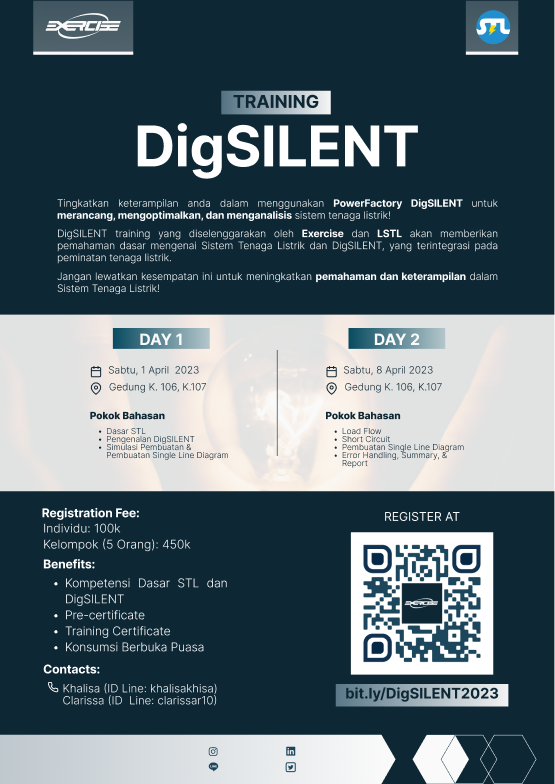 EXERCISE
STL
TRAINING
DigSILENT
Tingkatkan keterampilan anda dalam menggunakan PowerFactory DigSILENT untuk
merancang, mengoptimalkan, dan menganalisis sistem tenaga listrik!
DigSILENT training yang diselenggarakan oleh Exercise dan LSTL akan memberikan
pemahaman dasar mengenai Sistem Tenaga Listrik dan DigSILENT, yang terintegrasi pada
peminatan tenaga listrik.
Jangan lewatkan kesempatan ini untuk meningkatkan pemahaman dan keterampilan dalam
Sistem Tenaga Listrik!
DAY 1
Sabtu, 1 April 2023
Gedung K. 106, K.107
Pokok Bahasan
• Dasar STL
• Pengenalan DigSILENT
• Simulasi Pembuatan &
Pembuatan Single Line Diagram
DAY 2
Sabtu, 8 April 2023
Gedung K. 106, K.107
Pokok Bahasan
• Load Flow
• Short Circuit
• Pembuatan Single Line Diagram
• Error Handling, Summary, &
Report
Registration Fee:
Individu: 100k
Kelompok (5 Orang): 450k
Benefits:
• Kompetensi Dasar STL dan
DigSILENT
• Pre-certificate
• Training Certificate
• Konsumsi Berbuka Puasa
Contacts:
Khalisa (ID Line: khalisakhisa)
Clarissa (ID Line: clarissar10)
REGISTER AT
EXERCISE
bit.ly/DigSILENT2023